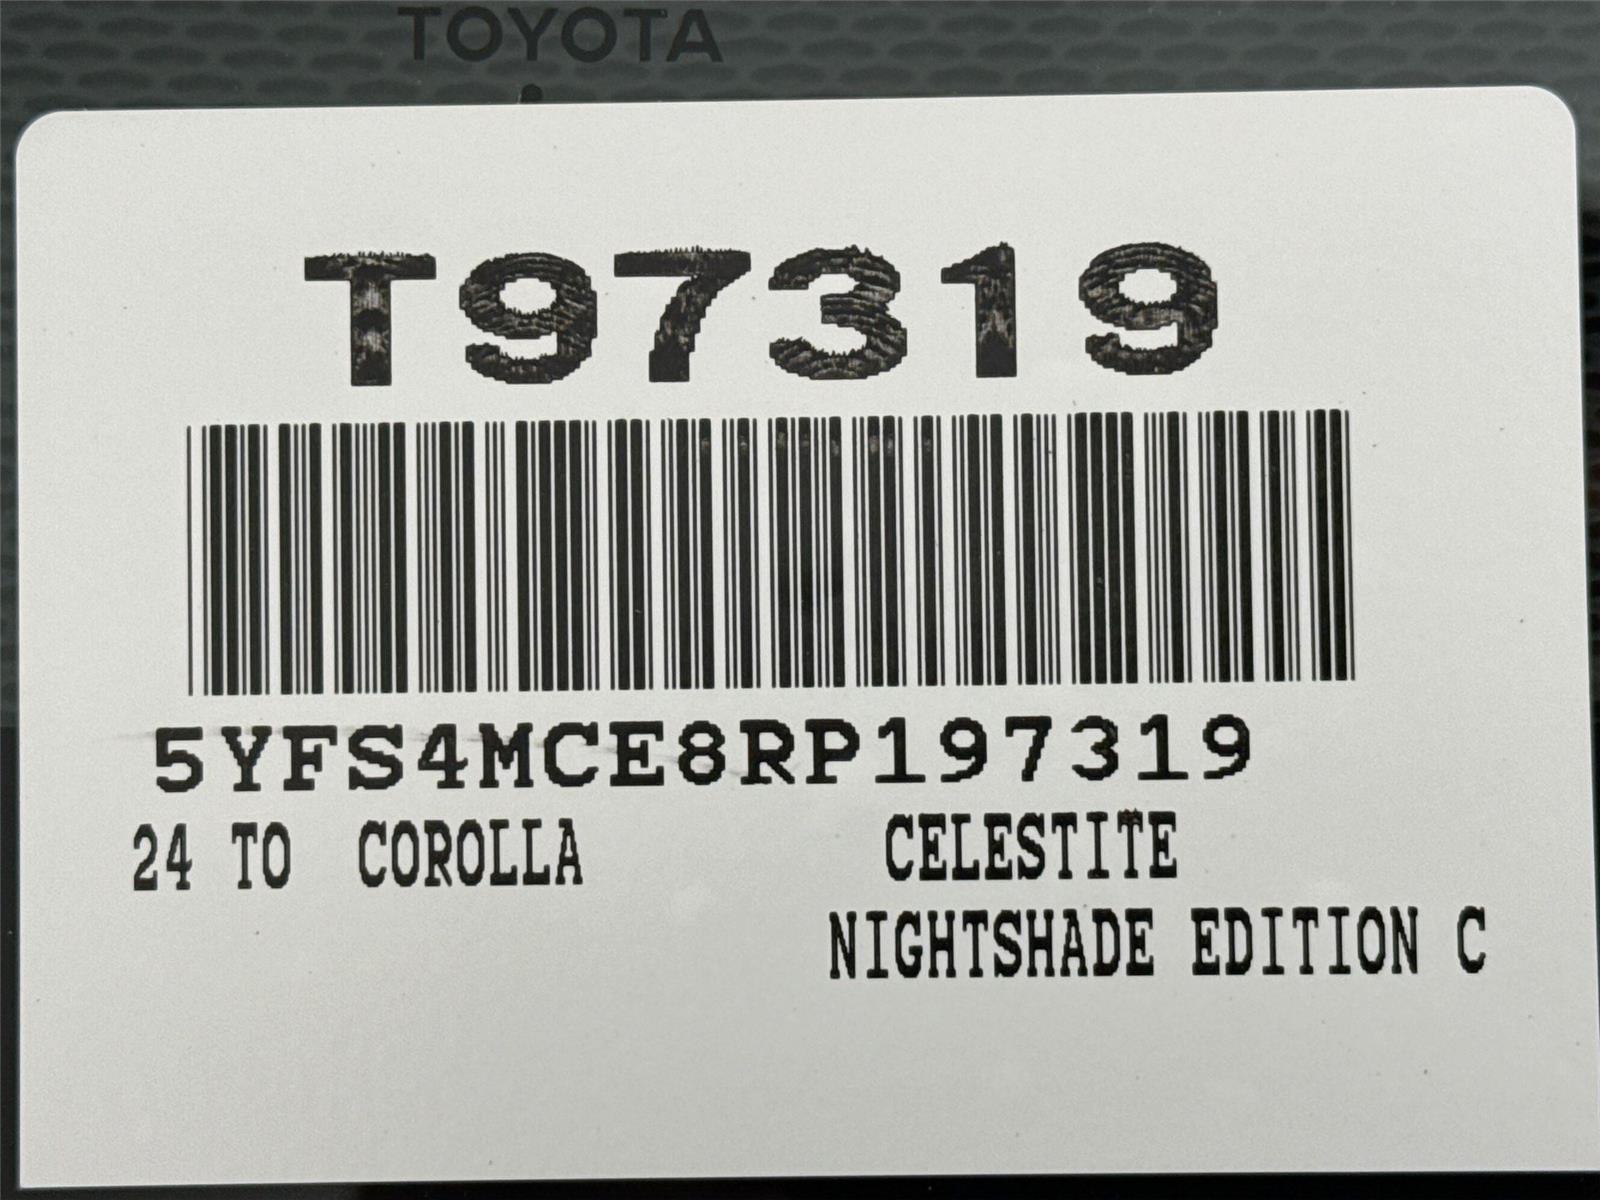 TOYOTA
T97319
5YFS4MCE8RP197319
24 TO COROLLA CELESTITE
NIGHTSHADE EDITION C